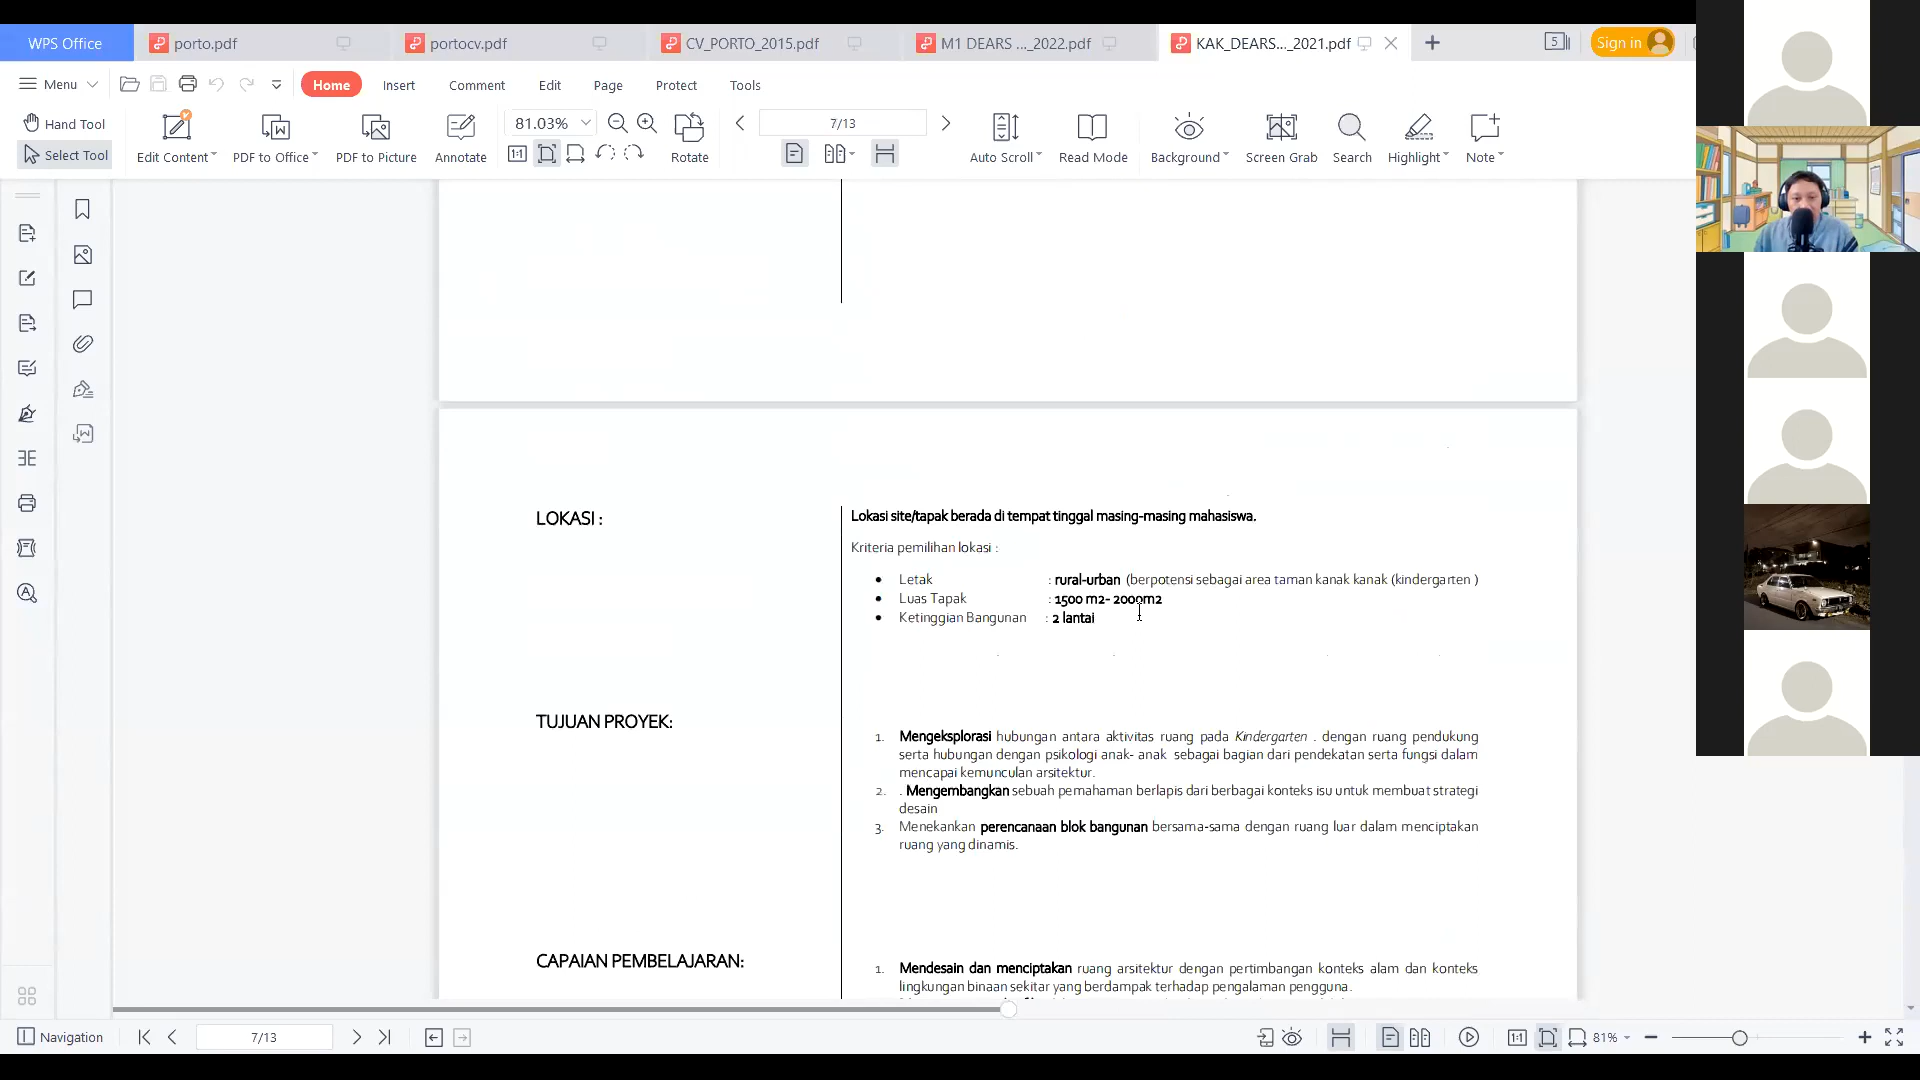 WPS Office
porto.pdf
portocv.pdf
CV_PORTO_2015.pdf
M1 DEARS ..._2022.pdf
KAK_DEARS..._2021.pdf
5
Sign in
Menu
Home
Insert
Comment
Edit
Page
Protect
Tools
Hand Tool
Select Tool
Edit Content
PDF to Office
PDF to Picture
Annotate
81.03%
1:1
Rotate
7/13
Auto Scroll
Read Mode
Background
Screen Grab
Search
Highlight
Note
LOKASI :
Lokasi site/tapak berada di tempat tinggal masing-masing mahasiswa.
Kriteria pemilihan lokasi :
• Letak : rural-urban (berpotensi sebagai area taman kanak kanak (kindergarten )
• Luas Tapak : 1500 m2- 2000m2
• Ketinggian Bangunan : 2 lantai
TUJUAN PROYEK:
1. Mengeksplorasi hubungan antara aktivitas ruang pada Kindergarten . dengan ruang pendukung
serta hubungan dengan psikologi anak- anak sebagai bagian dari pendekatan serta fungsi dalam
mencapai kemunculan arsitektur.
2. . Mengembangkan sebuah pemahaman berlapis dari berbagai konteks isu untuk membuat strategi
desain
3. Menekankan perencanaan blok bangunan bersama-sama dengan ruang luar dalam menciptakan
ruang yang dinamis.
CAPAIAN PEMBELAJARAN:
1. Mendesain dan menciptakan ruang arsitektur dengan pertimbangan konteks alam dan konteks
lingkungan binaan sekitar yang berdampak terhadap pengalaman pengguna.
Navigation
7/13
1:1
81%